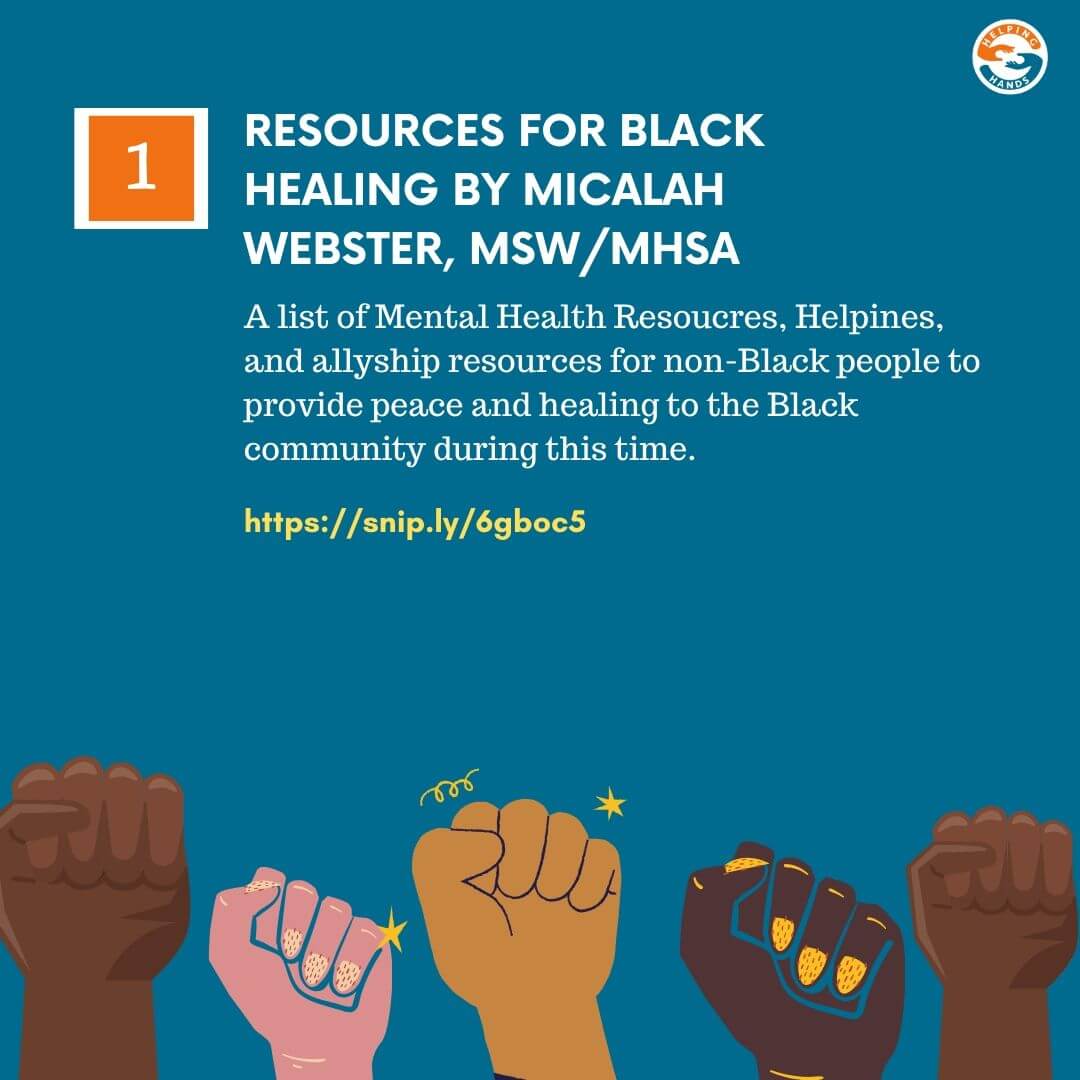 HELPING
HANDS
1
RESOURCES FOR BLACK
HEALING BY MICALAH
WEBSTER, MSW/MHSA
A list of Mental Health Resoucres, Helpines,
and allyship resources for non-Black people to
provide peace and healing to the Black
community during this time.
https://snip.ly/6gboc5